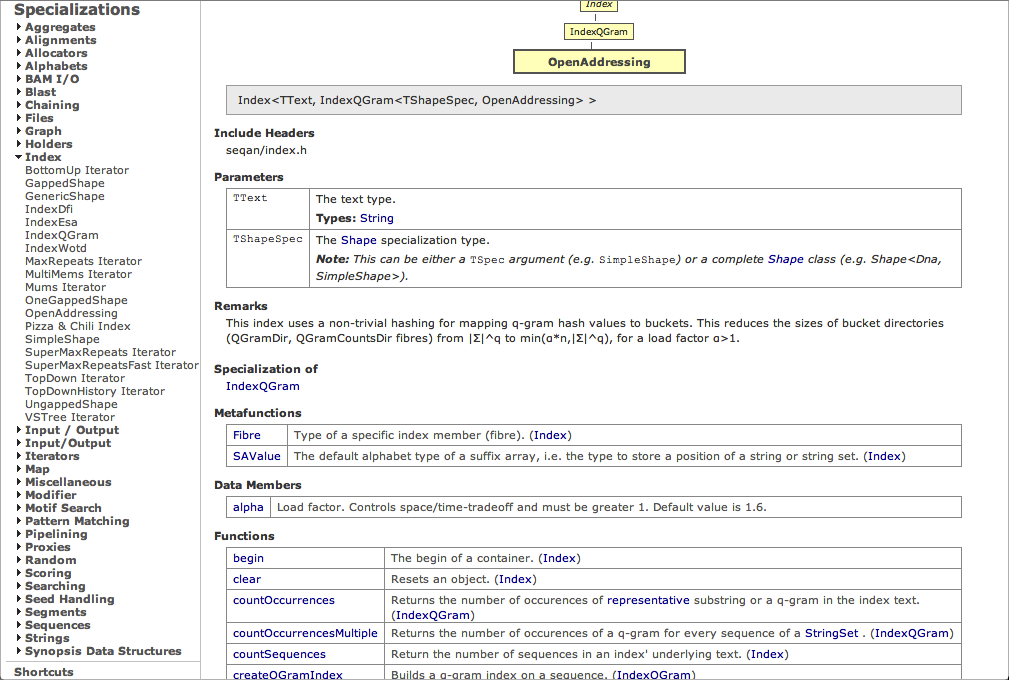 Specializations
Aggregates
Alignments
Allocators
Alphabets
BAM I/O
Blast
Chaining
Files
Graph
Holders
Index
BottomUp Iterator
GappedShape
GenericShape
IndexDfi
IndexEsa
IndexQGram
IndexWotd
MaxRepeats Iterator
MultiMems Iterator
Mums Iterator
OneGappedShape
OpenAddressing
Pizza & Chili Index
SimpleShape
SuperMaxRepeats Iterator
SuperMaxRepeatsFast Iterator
TopDown Iterator
TopDownHistory Iterator
UngappedShape
VSTree Iterator
Input / Output
Input/Output
Iterators
Map
Miscellaneous
Modifier
Motif Search
Pattern Matching
Pipelining
Proxies
Random
Scoring
Searching
Seed Handling
Segments
Sequences
Strings
Synopsis Data Structures
Shortcuts
Index
IndexQGram
OpenAddressing
Index<TText, IndexQGram<TShapeSpec, OpenAddressing> >
Include Headers
seqan/index.h
Parameters
TText The text type.
Types: String
TShapeSpec The Shape specialization type.
Note: This can be either a TSpec argument (e.g. SimpleShape) or a complete Shape class (e.g. Shape<Dna,
SimpleShape>).
Remarks
This index uses a non-trivial hashing for mapping q-gram hash values to buckets. This reduces the sizes of bucket directories
(QGramDir, QGramCountsDir fibres) from |Σ|^q to min(α*n,|Σ|^q), for a load factor α>1.
Specialization of
IndexQGram
Metafunctions
Fibre Type of a specific index member (fibre). (Index)
SAValue The default alphabet type of a suffix array, i.e. the type to store a position of a string or string set. (Index)
Data Members
alpha Load factor. Controls space/time-tradeoff and must be greater 1. Default value is 1.6.
Functions
begin The begin of a container. (Index)
clear Resets an object. (Index)
countOccurrences Returns the number of occurences of representative substring or a q-gram in the index text.
(IndexQGram)
countOccurrencesMultiple Returns the number of occurences of a q-gram for every sequence of a StringSet . (IndexQGram)
countSequences Return the number of sequences in an index' underlying text. (Index)
createQGramIndex Builds a q-gram index on a sequence. (IndexQGram)